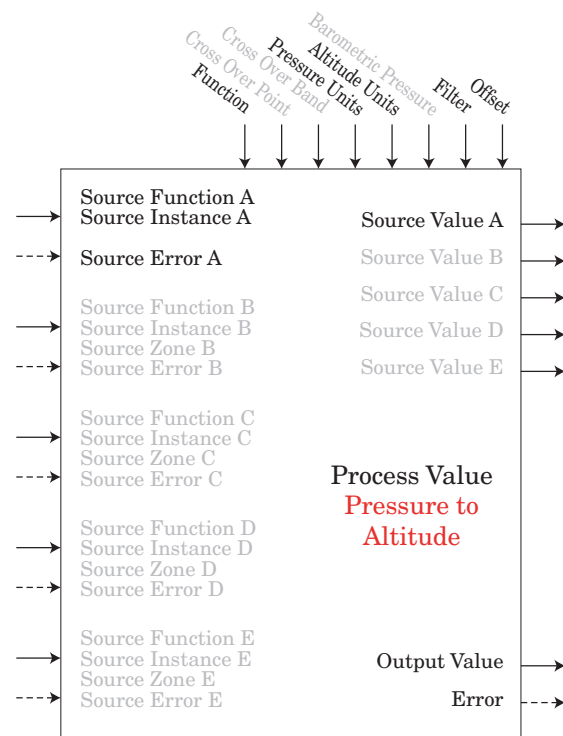 Function
Cross Over Point
Cross Over Band
Pressure Units
Altitude Units
Barometric Pressure
Filter
Offset
Source Function A
Source Instance A
Source Error A
Source Function B
Source Instance B
Source Zone B
Source Error B
Source Function C
Source Instance C
Source Zone C
Source Error C
Source Function D
Source Instance D
Source Zone D
Source Error D
Source Function E
Source Instance E
Source Zone E
Source Error E
Source Value A
Source Value B
Source Value C
Source Value D
Source Value E
Process Value
Pressure to
Altitude
Output Value
Error